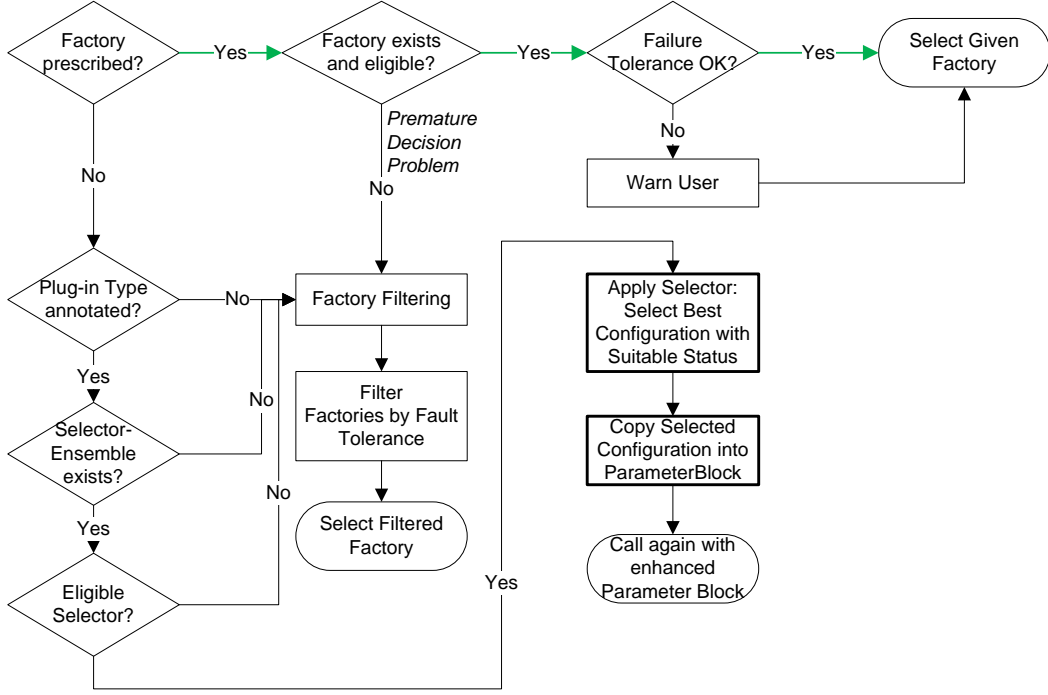 Factory
prescribed?
Yes
Factory exists
and eligible?
Yes
Failure
Tolerance OK?
Yes
Select Given
Factory
Premature
Decision
Problem
No
No
No
Warn User
Plug-in Type
annotated?
No
Factory Filtering
Apply Selector:
Select Best
Configuration with
Suitable Status
Yes
No
Filter
Factories by Fault
Tolerance
Selector-
Ensemble
exists?
Copy Selected
Configuration into
ParameterBlock
No
Yes
Select Filtered
Factory
Call again with
enhanced
Parameter Block
Eligible
Selector?
Yes